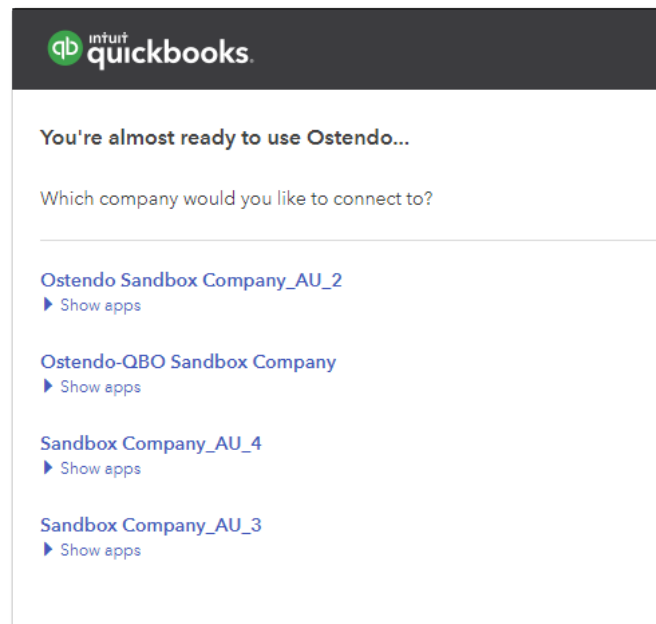 qb
intuit
quickbooks.
You're almost ready to use Ostendo...
Which company would you like to connect to?
Ostendo Sandbox Company_AU_2
Show apps
Ostendo-QBO Sandbox Company
Show apps
Sandbox Company_AU_4
Show apps
Sandbox Company_AU_3
Show apps